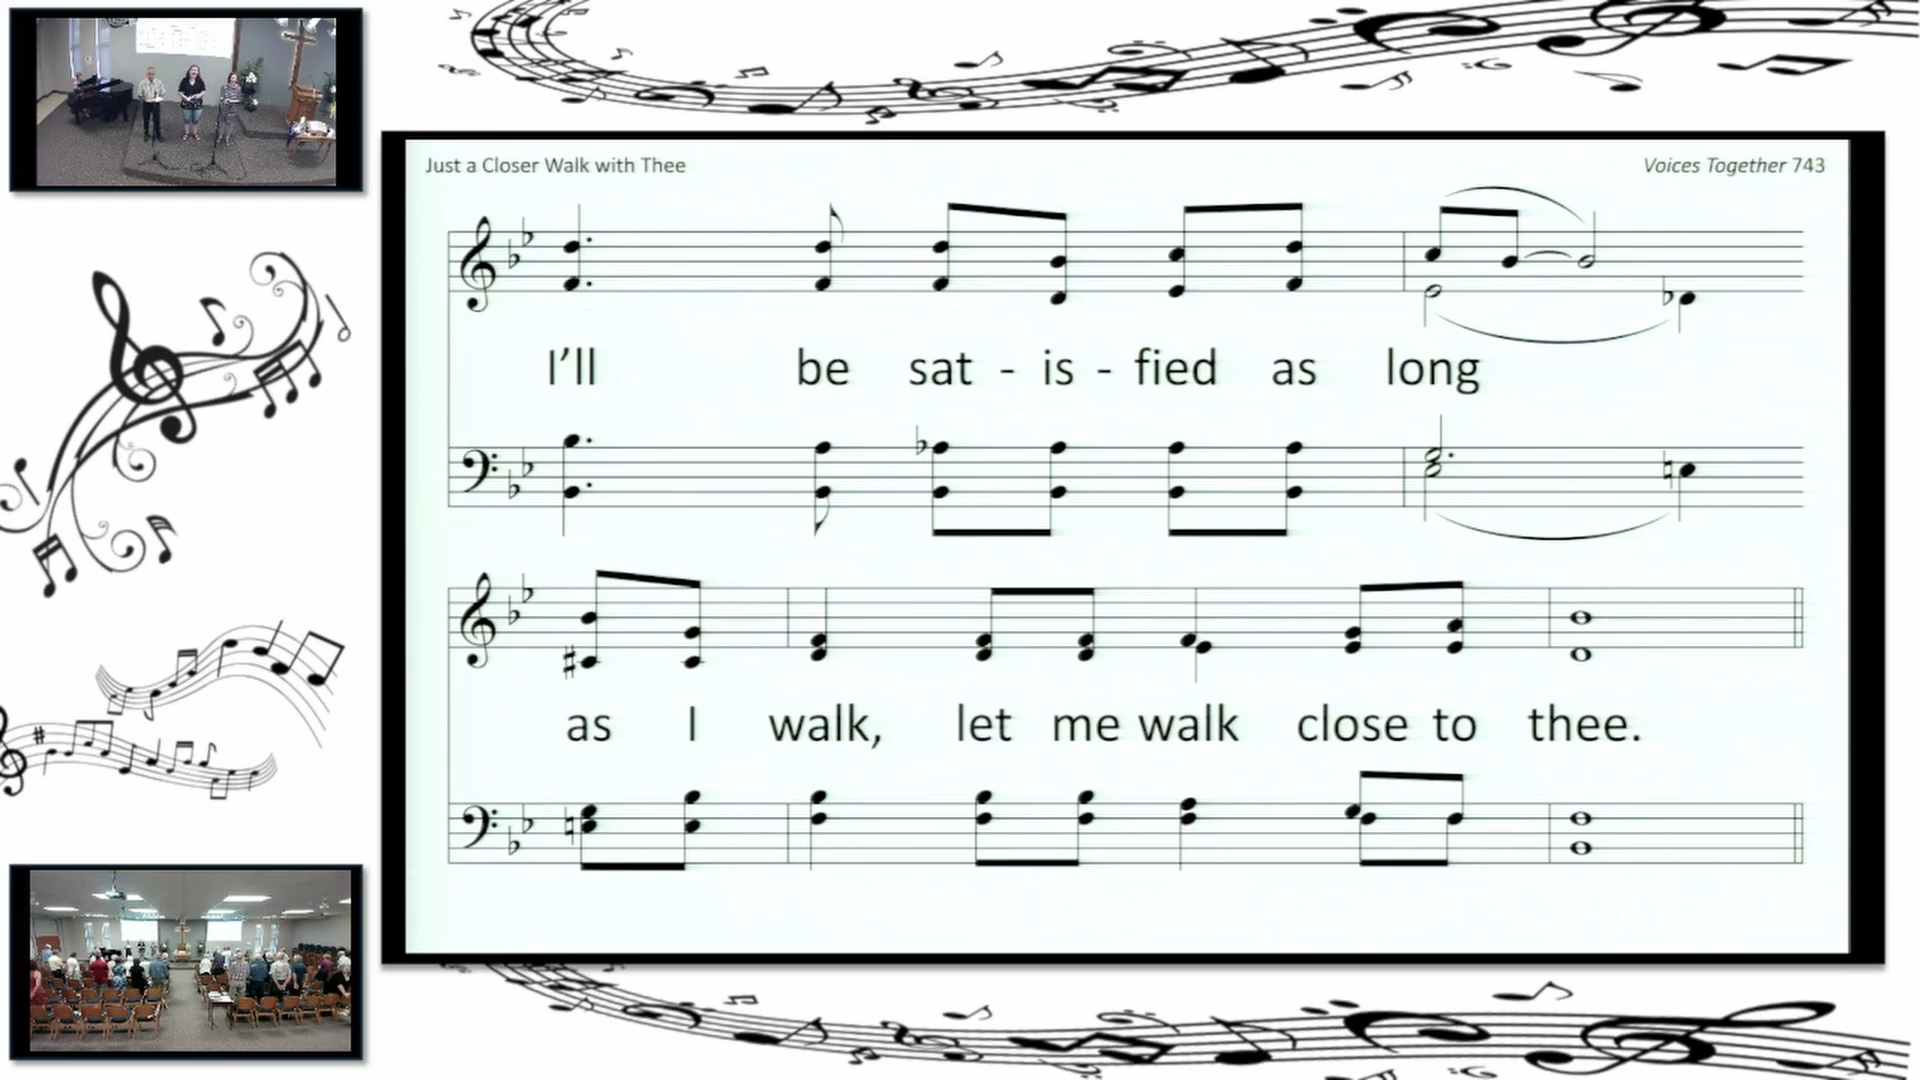 Just a Closer Walk with Thee
Voices Together 743
I’ll be sat - is - fied as long
as I walk, let me walk close to thee.